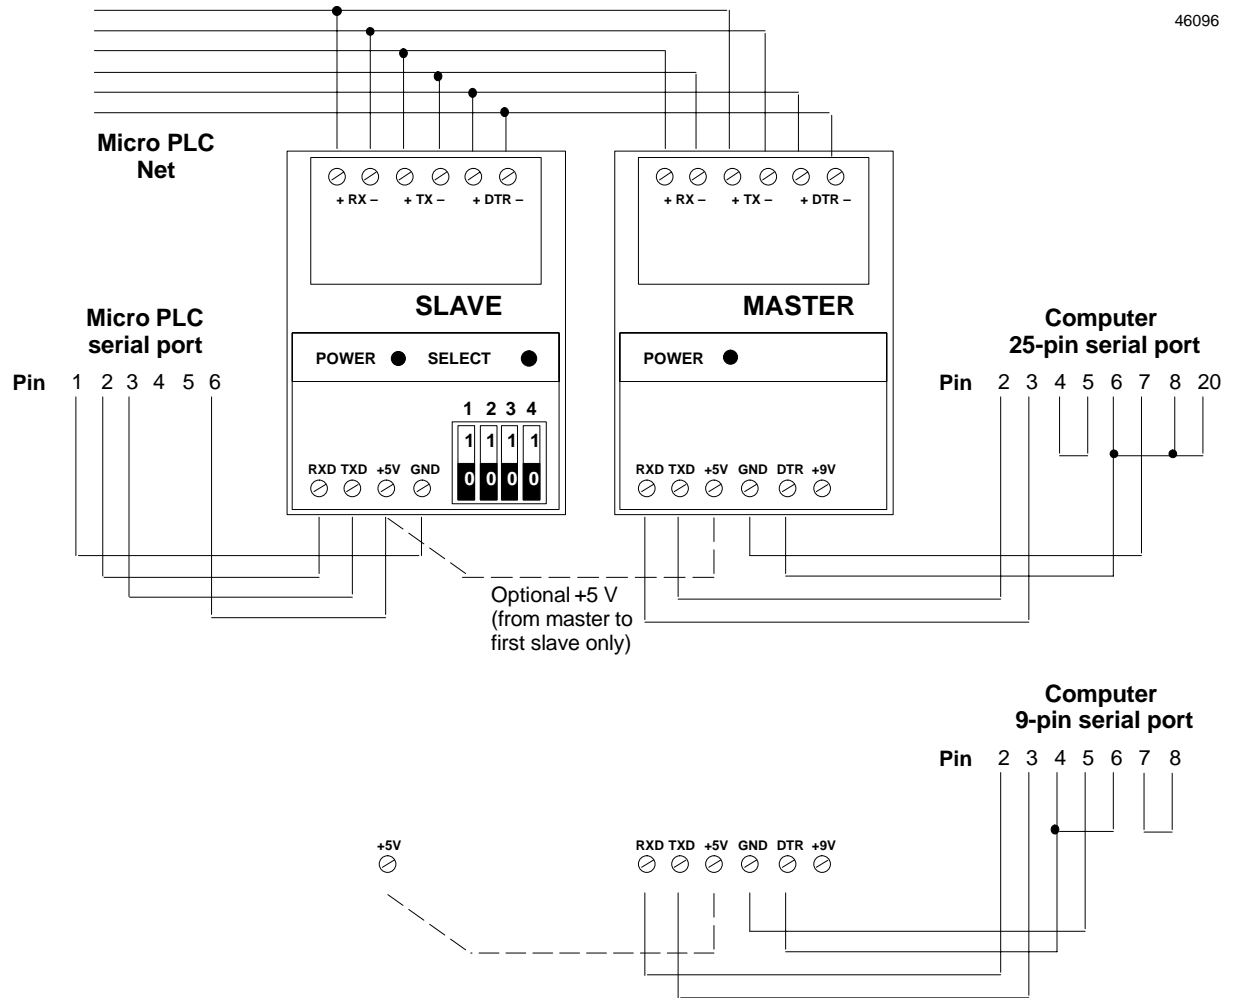 46096
Micro PLC
Net
+ RX – + TX – + DTR –
+ RX – + TX – + DTR –
SLAVE
MASTER
Micro PLC
serial port
Computer
25-pin serial port
POWER SELECT
POWER
Pin 1 2 3 4 5 6
Pin 2 3 4 5 6 7 8 20
1 2 3 4
1 1 1 1
0 0 0 0
RXD TXD +5V GND
RXD TXD +5V GND DTR +9V
Optional +5 V
(from master to
first slave only)
Computer
9-pin serial port
Pin 2 3 4 5 6 7 8
+5V
RXD TXD +5V GND DTR +9V